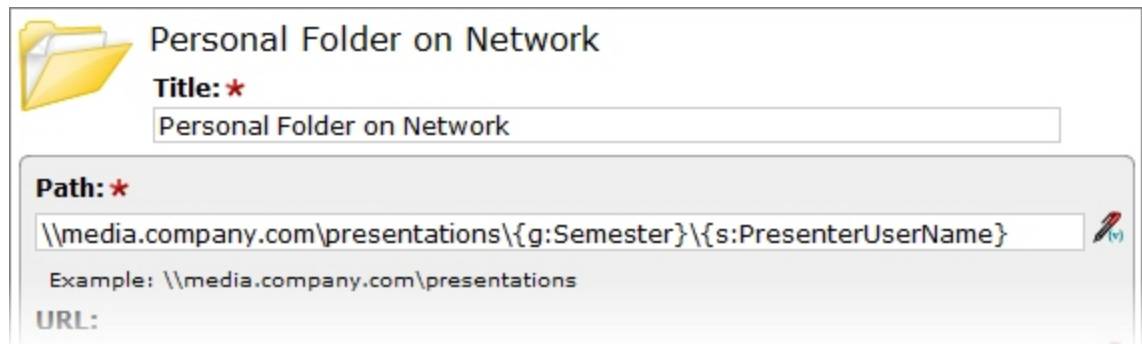 Personal Folder on Network
Title: *
Personal Folder on Network
Path: *
\\media.company.com\presentations\{g:Semester}\{s:PresenterUserName}
(v)
Example: \\media.company.com\presentations
URL: